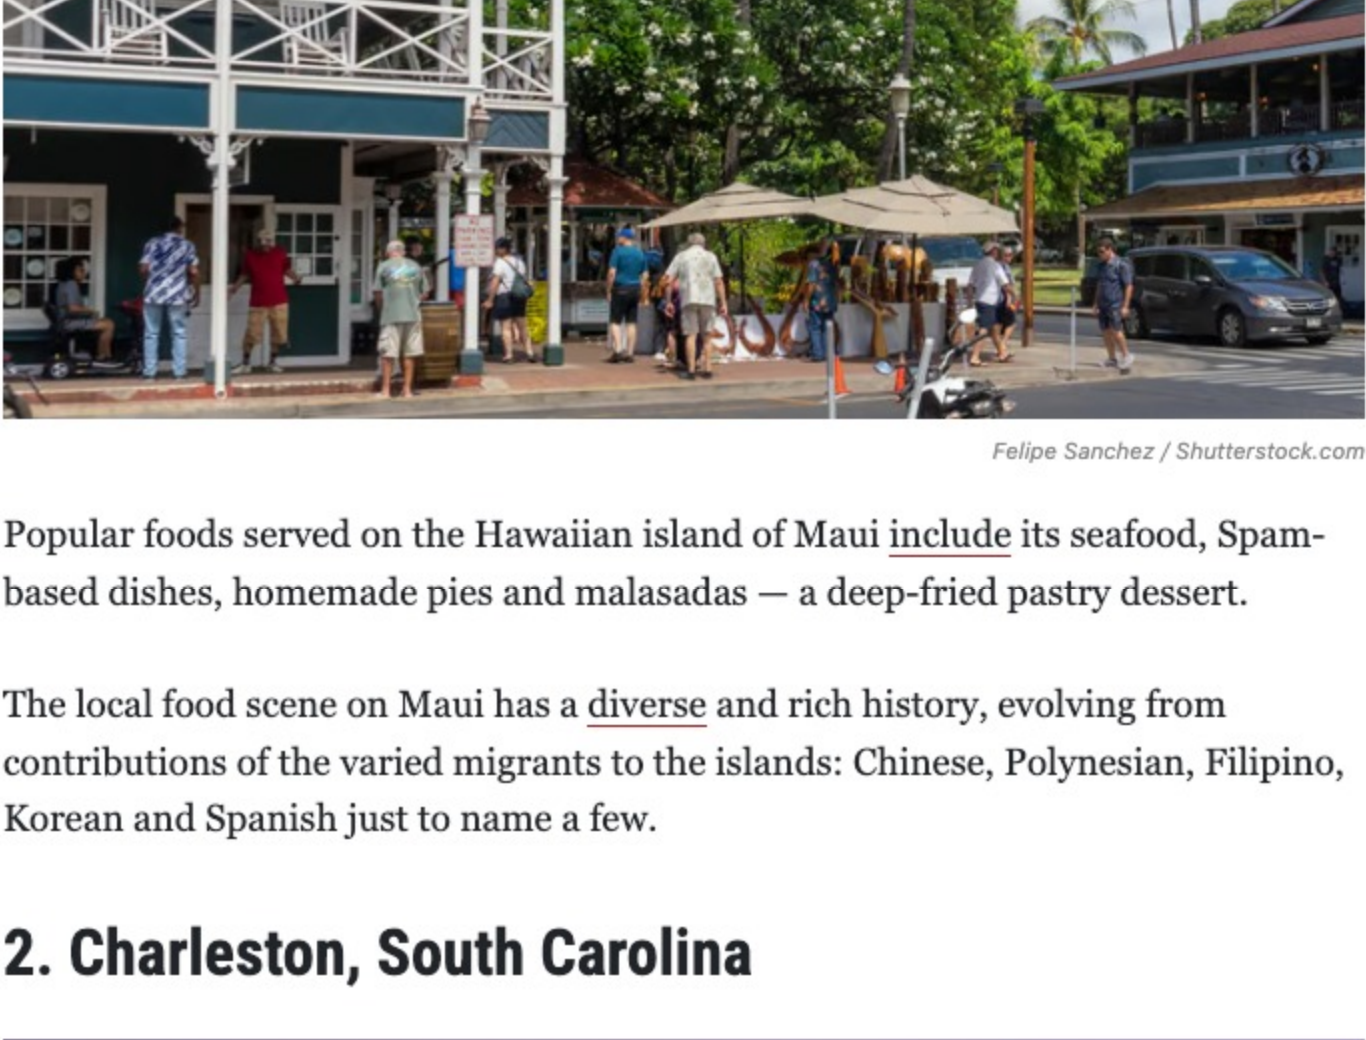 Felipe Sanchez / Shutterstock.com
Popular foods served on the Hawaiian island of Maui include its seafood, Spam-
based dishes, homemade pies and malasadas — a deep-fried pastry dessert.
The local food scene on Maui has a diverse and rich history, evolving from
contributions of the varied migrants to the islands: Chinese, Polynesian, Filipino,
Korean and Spanish just to name a few.
2. Charleston, South Carolina